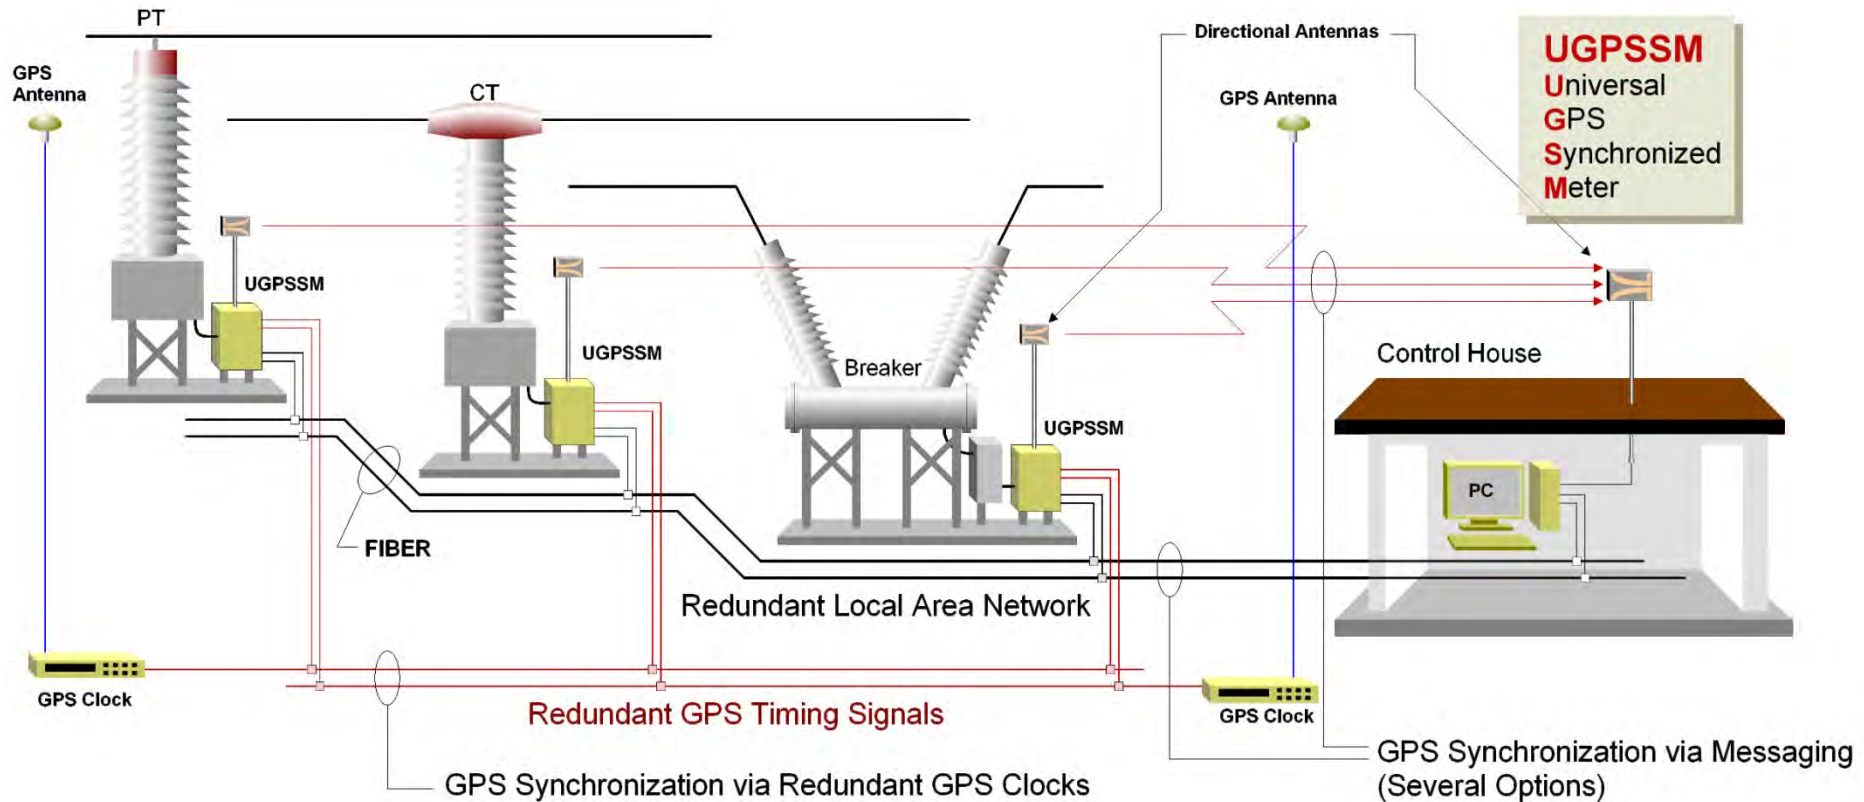 PT
GPS
Antenna
CT
Directional Antennas
GPS Antenna
UGPSSM
Universal
GPS
Synchronized
Meter
UGPSSM
UGPSSM
Breaker
UGPSSM
Control House
PC
FIBER
Redundant Local Area Network
GPS Clock
Redundant GPS Timing Signals
GPS Clock
GPS Synchronization via Redundant GPS Clocks
GPS Synchronization via Messaging
(Several Options)